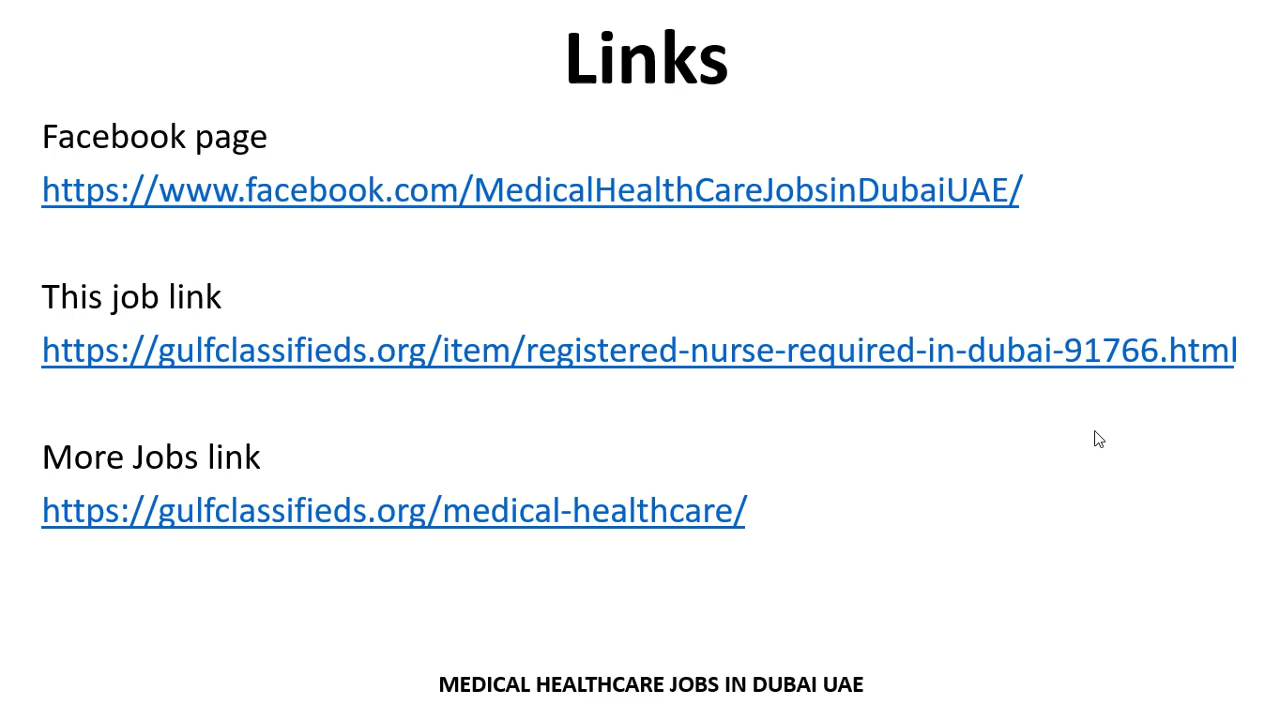 Links
Facebook page
https://www.facebook.com/MedicalHealthCareJobsinDubaiUAE/
This job link
https://gulfclassifieds.org/item/registered-nurse-required-in-dubai-91766.html
More Jobs link
https://gulfclassifieds.org/medical-healthcare/
MEDICAL HEALTHCARE JOBS IN DUBAI UAE